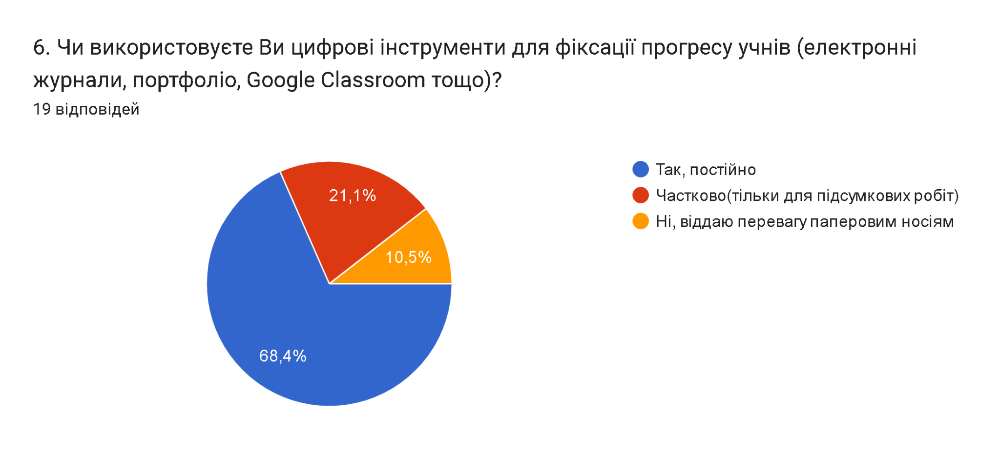 6. Чи використовуєте Ви цифрові інструменти для фіксації прогресу учнів (електронні
журнали, портфоліо, Google Classroom тощо)?
19 відповідей
Так, постійно
Частково(тільки для підсумкових робіт)
Ні, віддаю перевагу паперовим носіям
21,1%
10,5%
68,4%